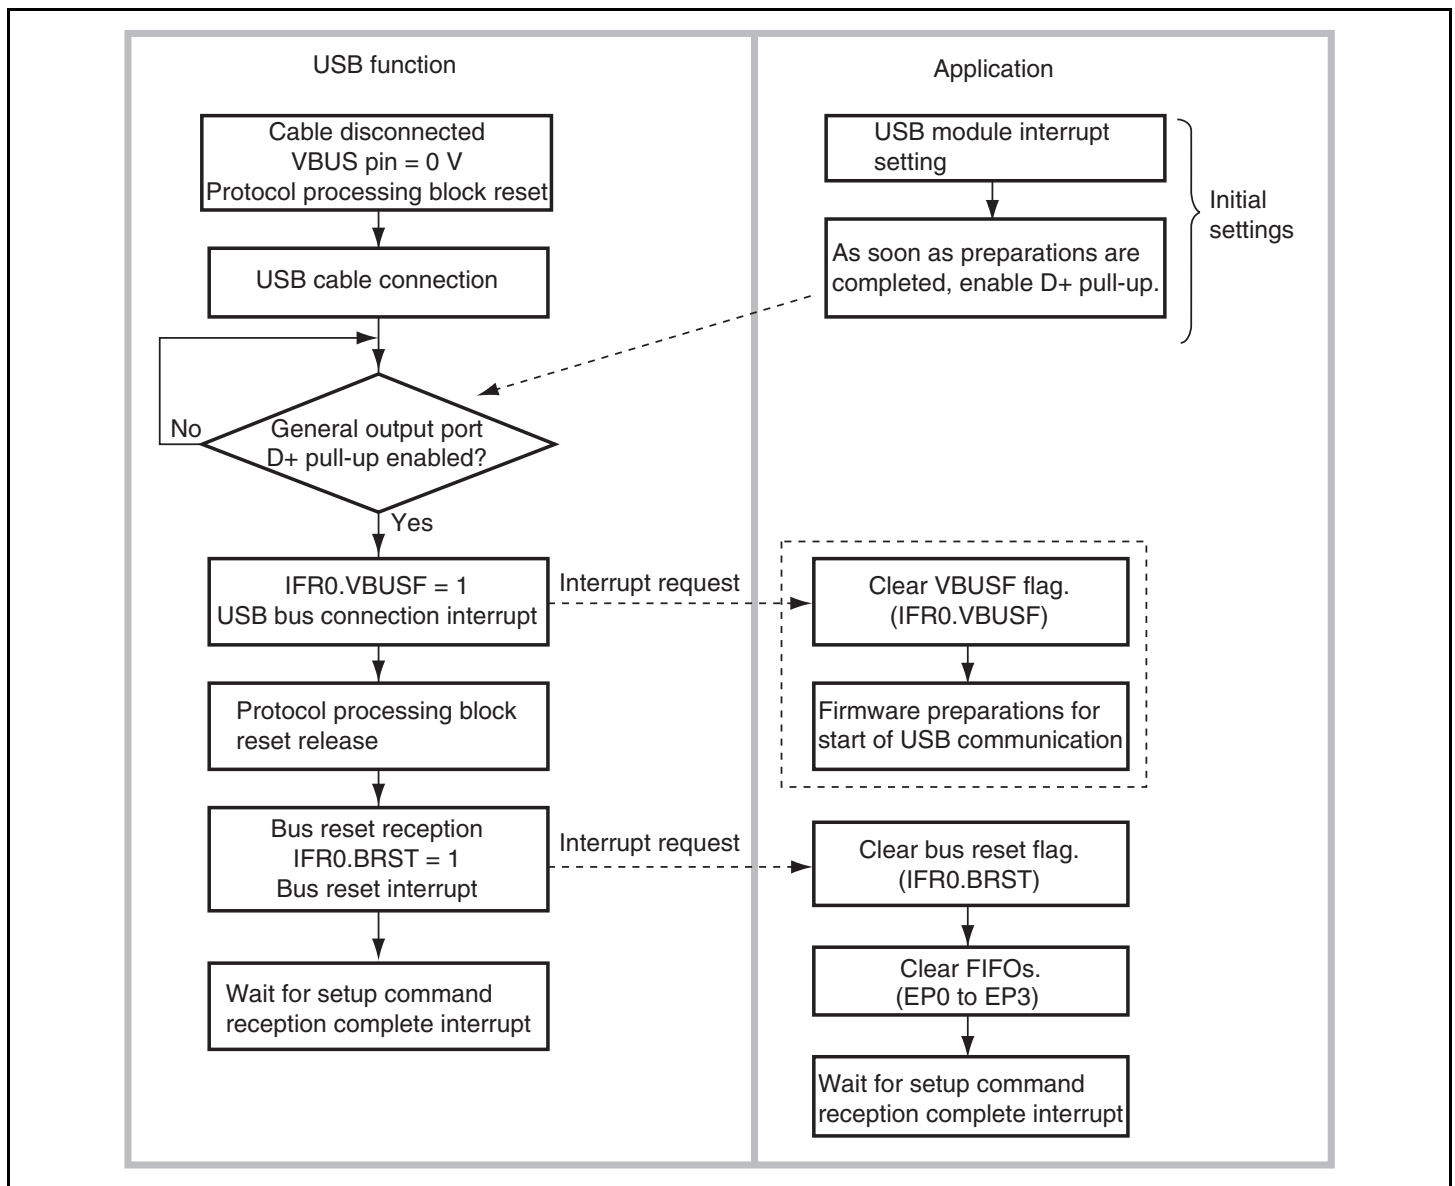 USB function
Cable disconnected
VBUS pin = 0 V
Protocol processing block reset
USB cable connection
No
General output port
D+ pull-up enabled?
Yes
IFR0.VBUSF = 1
USB bus connection interrupt
Interrupt request
Protocol processing block
reset release
Bus reset reception
IFR0.BRST = 1
Bus reset interrupt
Interrupt request
Wait for setup command
reception complete interrupt
Application
USB module interrupt
setting
As soon as preparations are
completed, enable D+ pull-up.
Initial
settings
Clear VBUSF flag.
(IFR0.VBUSF)
Firmware preparations for
start of USB communication
Clear bus reset flag.
(IFR0.BRST)
Clear FIFOs.
(EP0 to EP3)
Wait for setup command
reception complete interrupt